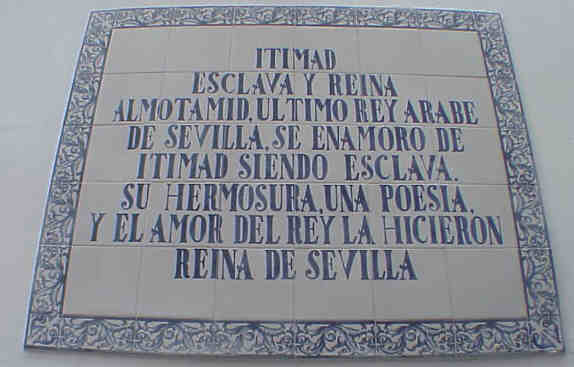 ITIMAD
ESCLAVA Y REINA
ALMOTAMID, ULTIMO REY ARABE
DE SEVILLA, SE ENAMORO DE
ITIMAD SIENDO ESCLAVA.
SU HERMOSURA, UNA POESIA,
Y EL AMOR DEL REY LA HICIERON
REINA DE SEVILLA